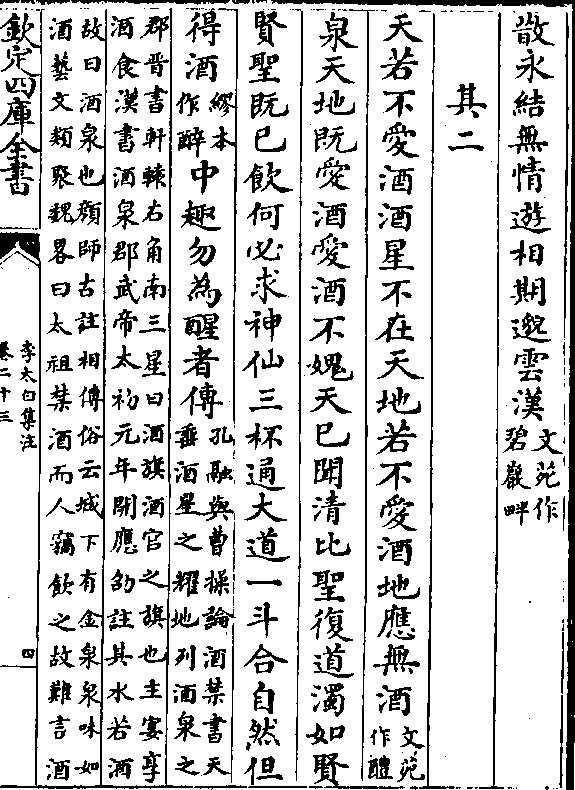 散永結無情遊相期邈雲漢文苑作
碧巖畔
其二
天若不愛酒酒星不在天地若不愛酒地應無酒文苑
作醴
泉天地既愛酒愛酒不媿天已聞清比聖復道濁如賢
賢聖既已飲何必求神仙三杯通大道一斗合自然但
得酒繆本
作醉中趣勿為醒者傳孔融與曹操論酒禁書天
垂酒星之耀地列酒泉之
郡晉書軒轅右角南三星曰酒旗酒官之旗也主宴享
酒食漢書酒泉郡武帝太初元年開應劭註其水若酒
故曰酒泉也顔師古註相傳俗云城下有金泉泉味如
酒藝文類聚魏畧曰太祖禁酒而人竊飲之故難言酒
欽定四庫全書
李太白集注
卷二十三
四